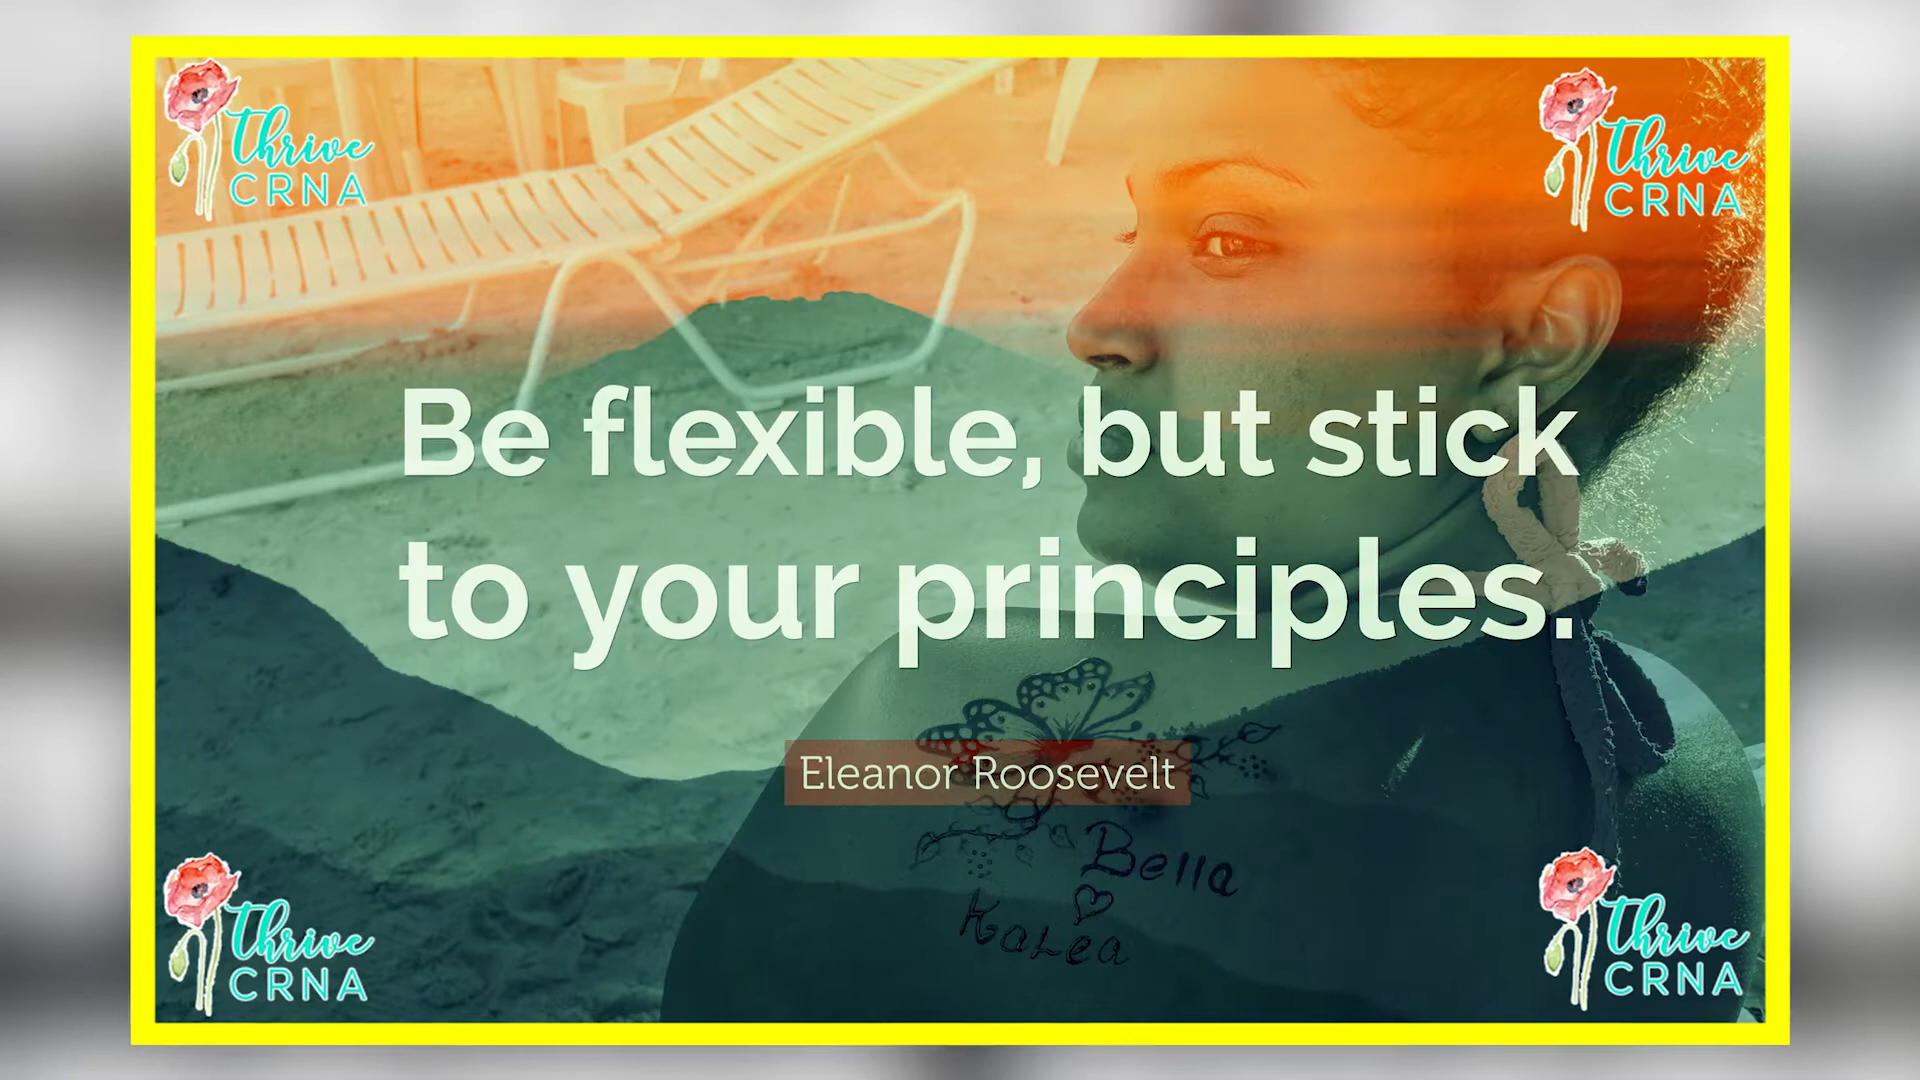 thrive
CRNA
thrive
CRNA
Be flexible, but stick
to your principles.
Eleanor Roosevelt
Bella
Kalea
thrive
CRNA
thrive
CRNA